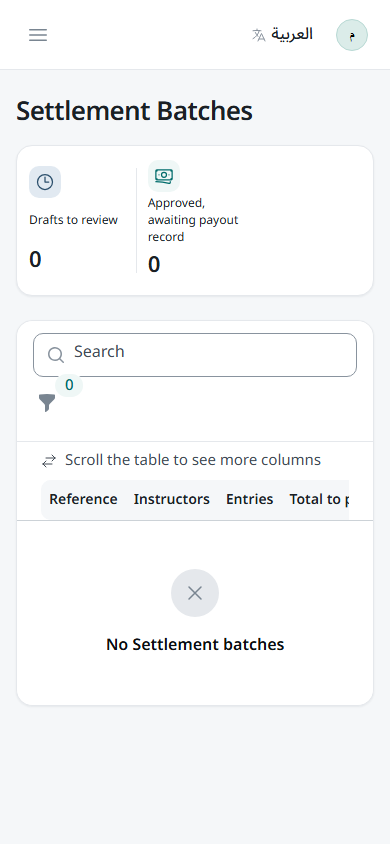 العربية
م
Settlement Batches
Drafts to review
0
Approved,
awaiting payout
record
0
Search
0
Scroll the table to see more columns
Reference Instructors Entries Total to p
No Settlement batches